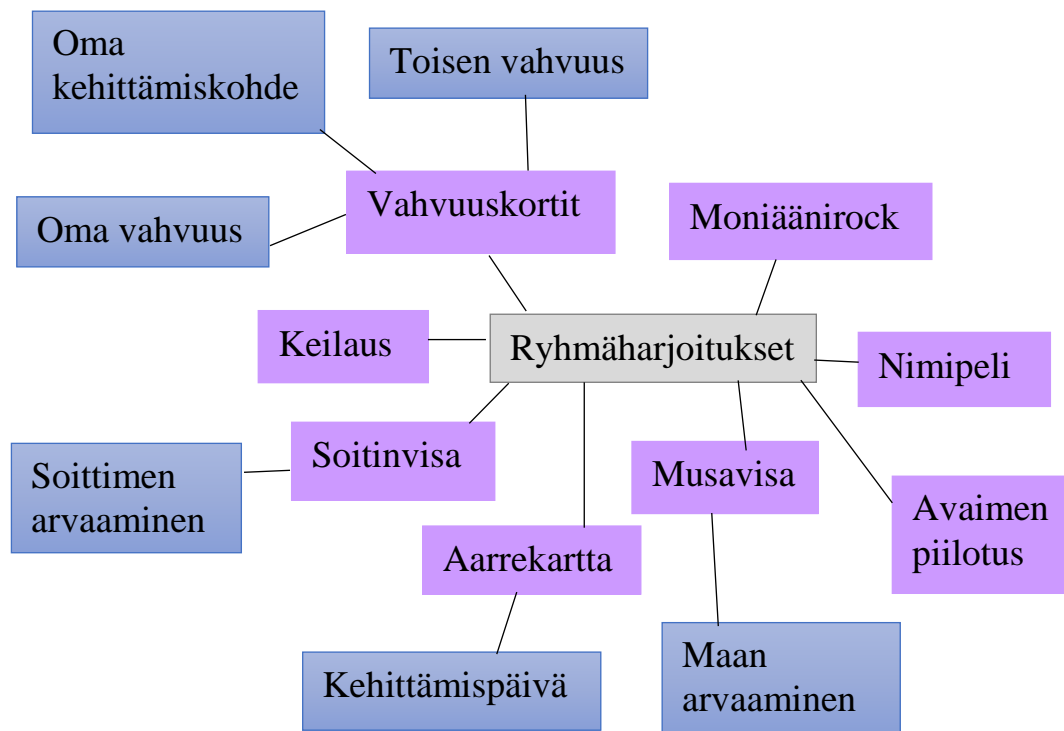 Oma
kehittämiskohde
Toisen vahvuus
Vahvuuskortit
Oma vahvuus
Moniäänirock
Keilaus
Ryhmäharjoitukset
Nimipeli
Soitinvisa
Soittimen
arvaaminen
Musavisa
Avaimen
piilotus
Aarrekartta
Kehittämispäivä
Maan
arvaaminen